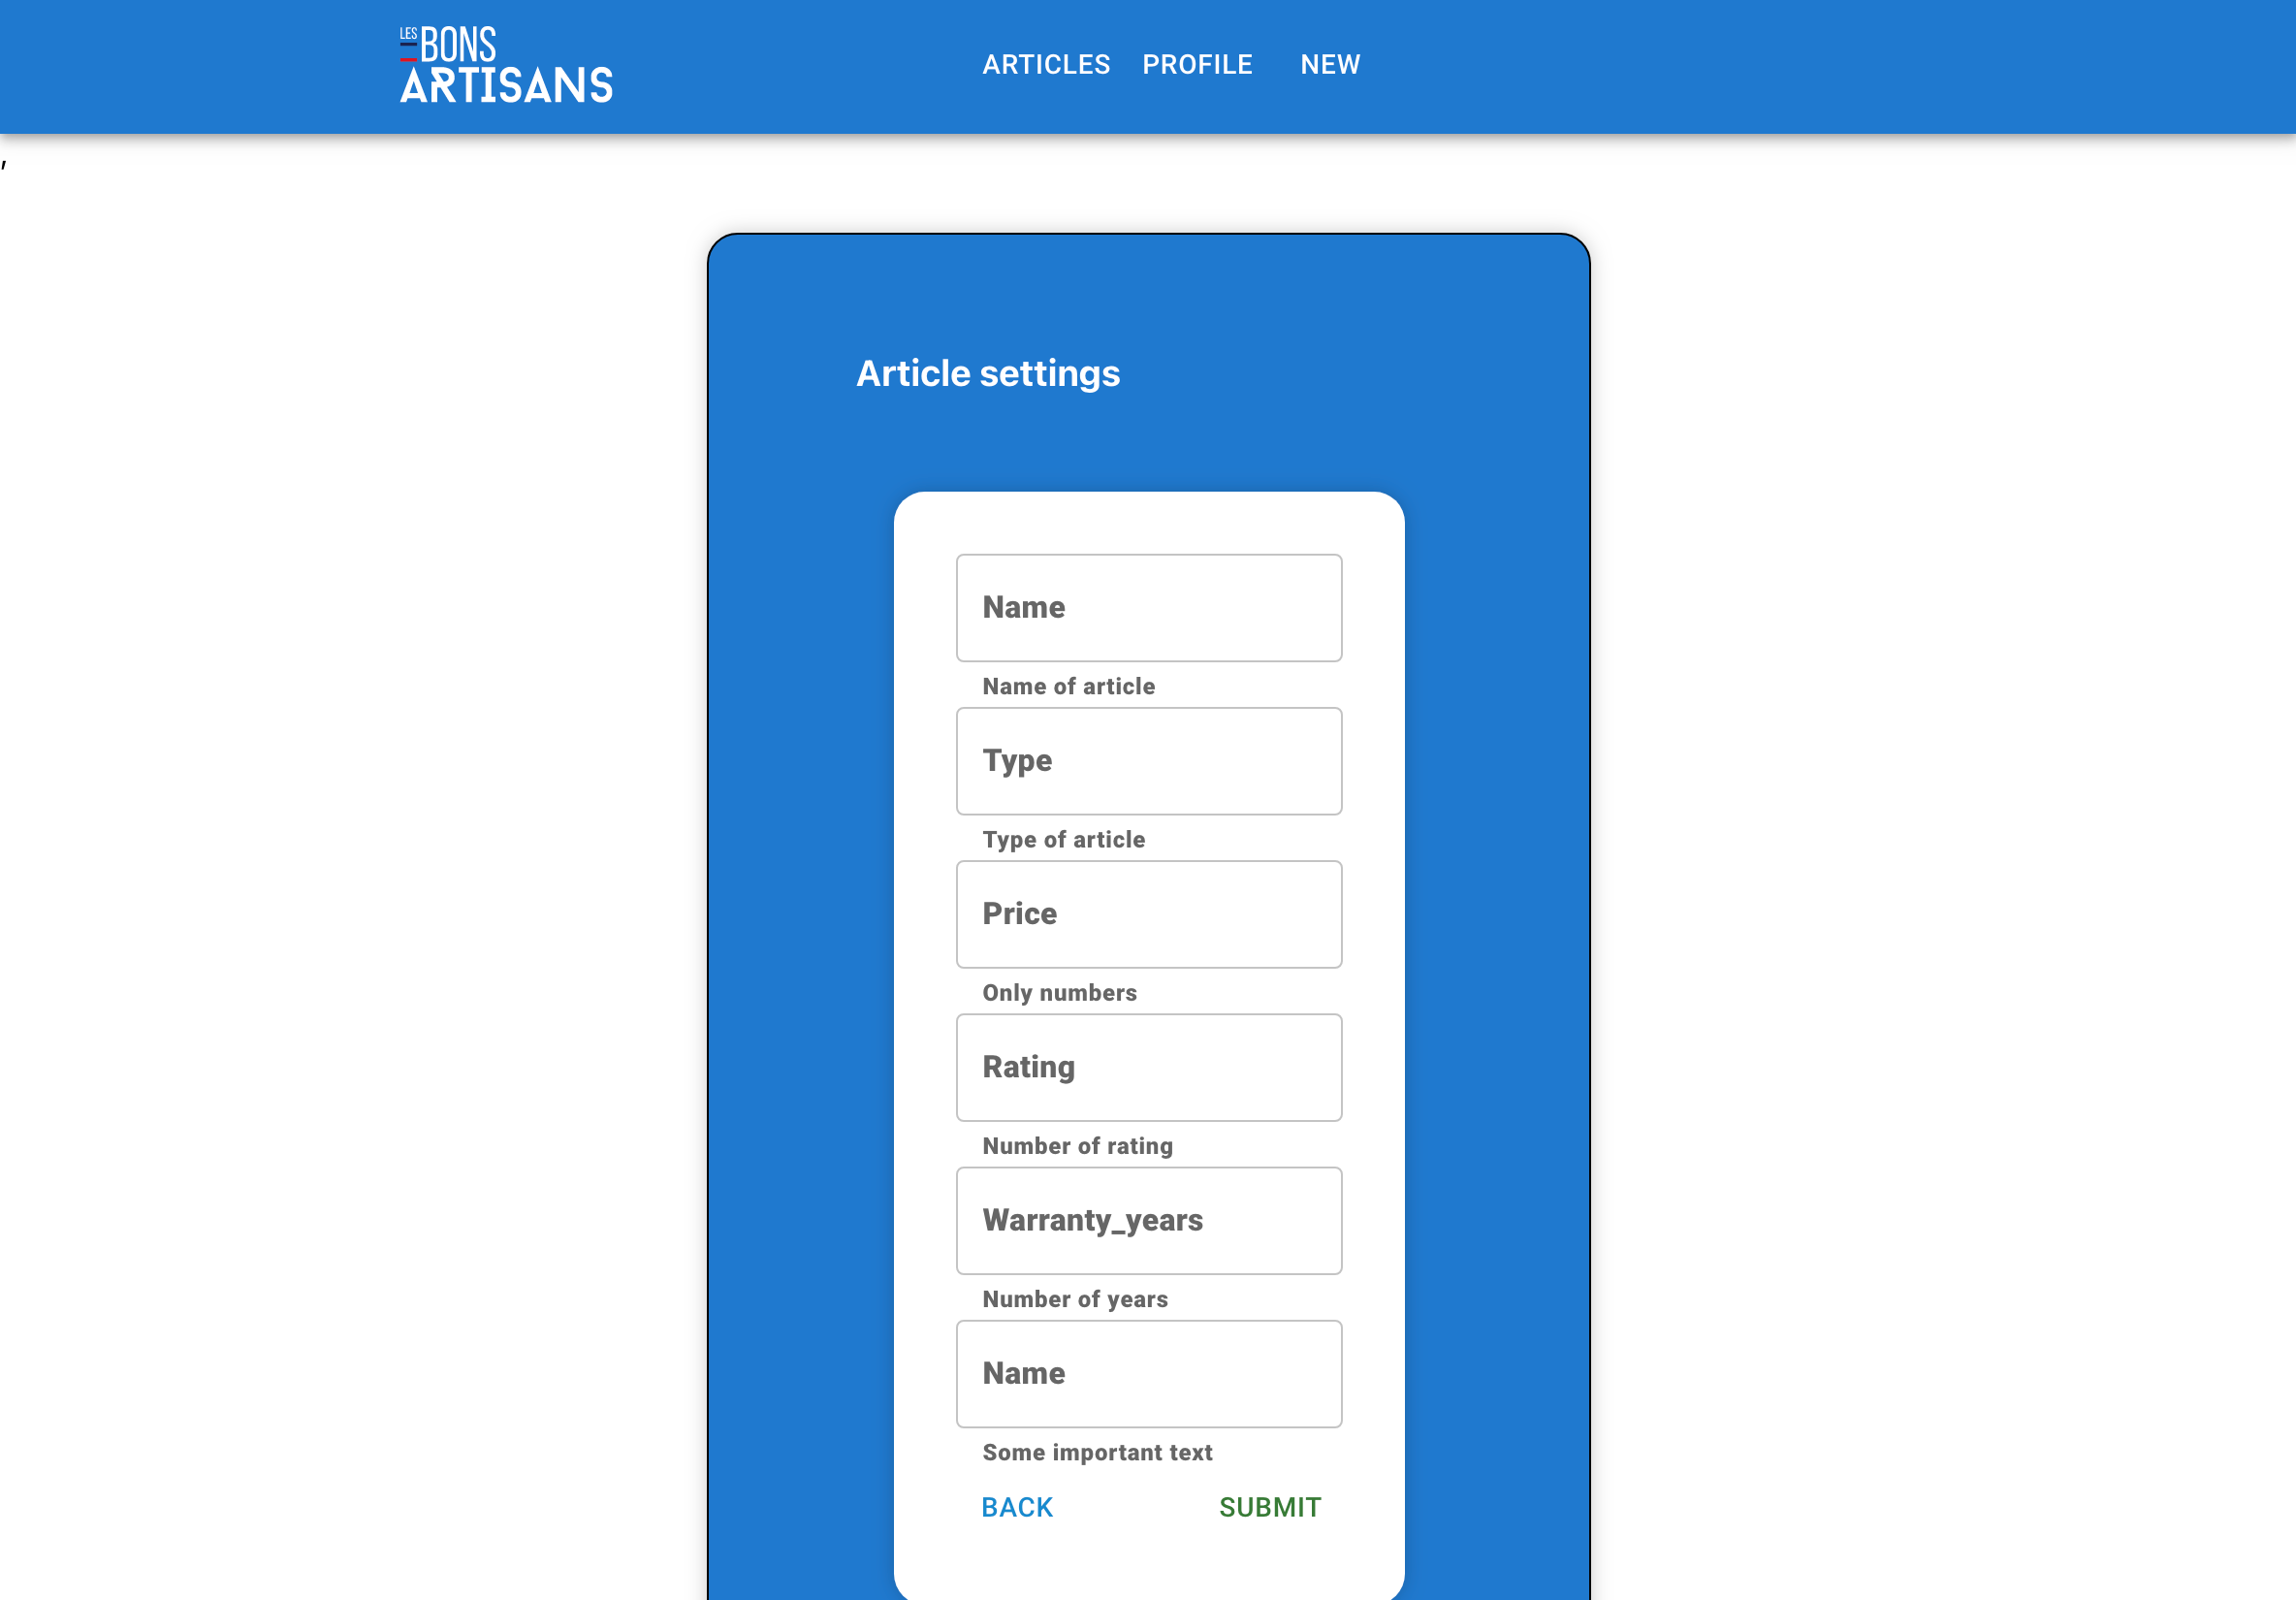 LES BONS
ARTISANS
ARTICLES PROFILE NEW
,
Article settings
Name
Name of article
Type
Type of article
Price
Only numbers
Rating
Number of rating
Warranty_years
Number of years
Name
Some important text
BACK SUBMIT